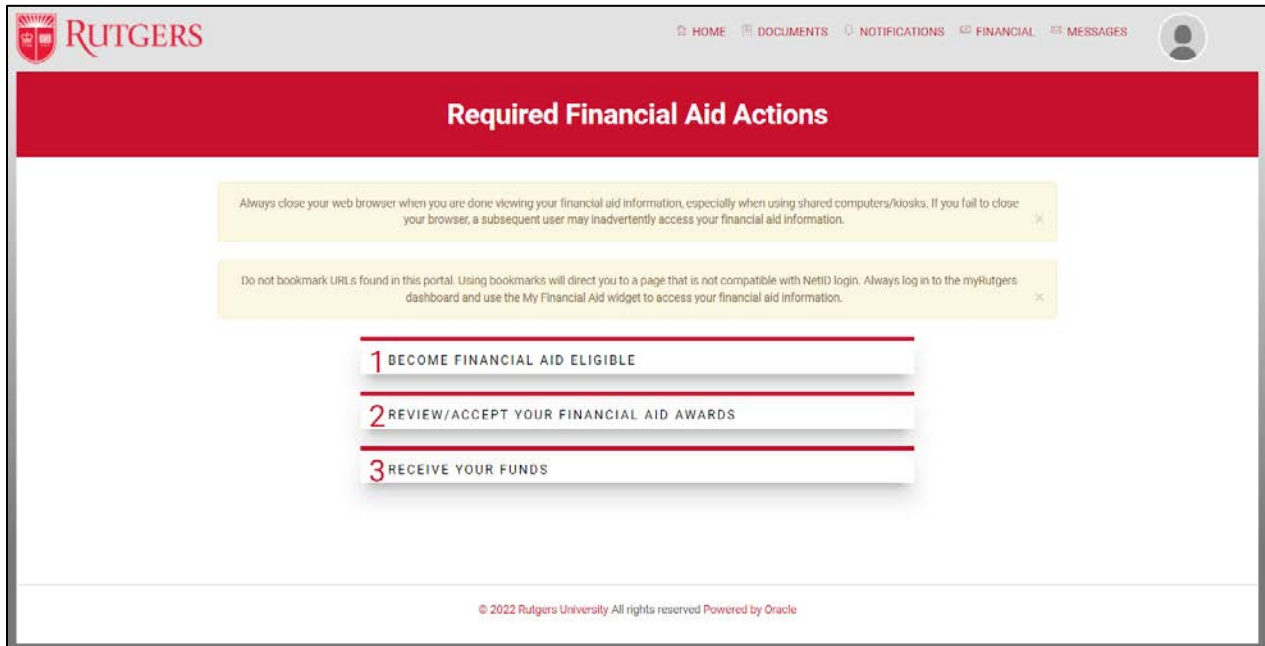 RUTGERS
HOME DOCUMENTS NOTIFICATIONS FINANCIAL MESSAGES
Required Financial Aid Actions
Always close your web browser when you are done viewing your financial aid information, especially when using shared computers/kiosks. If you fail to close
your browser, a subsequent user may inadvertently access your financial aid information.
Do not bookmark URLs found in this portal. Using bookmarks will direct you to a page that is not compatible with NetID login. Always log in to the myRutgers
dashboard and use the My Financial Aid widget to access your financial aid information.
1 BECOME FINANCIAL AID ELIGIBLE
2 REVIEW/ACCEPT YOUR FINANCIAL AID AWARDS
3 RECEIVE YOUR FUNDS
© 2022 Rutgers University All rights reserved Powered by Oracle